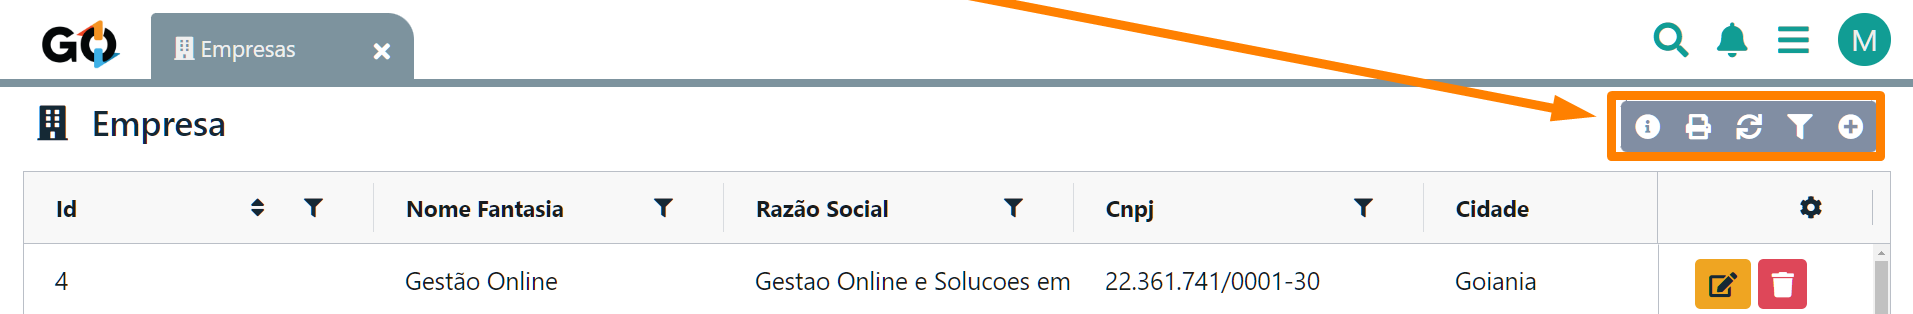 GO
Empresas
M
Empresa
Id Nome Fantasia Razão Social Cnpj Cidade
4 Gestão Online Gestao Online e Solucoes em 22.361.741/0001-30 Goiania